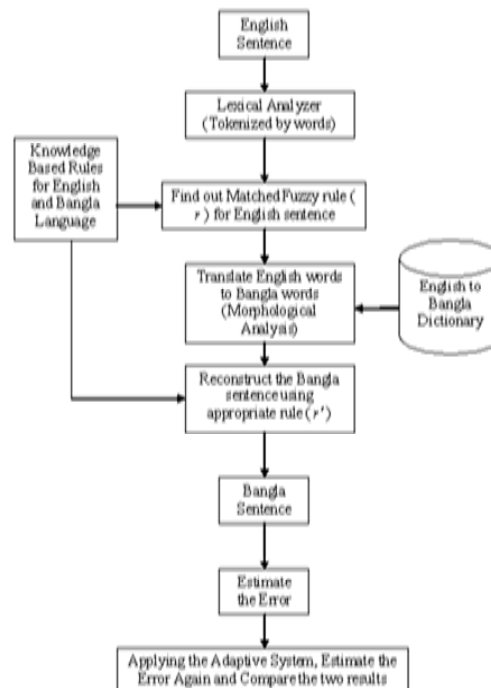 English
Sentence
Lexical Analyzer
(Tokenized by words)
Knowledge
Based Rules
for English
and Bangla
Language
Find out Matched Fuzzy rule (
r ) for English sentence
Translate English words
to Bangla words
(Morphological
Analysis)
English to
Bangla
Dictionary
Reconstruct the Bangla
sentence using
appropriate rule (r')
Bangla
Sentence
Estimate
the Error
Applying the Adaptive System, Estimate the
Error Again and Compare the two results